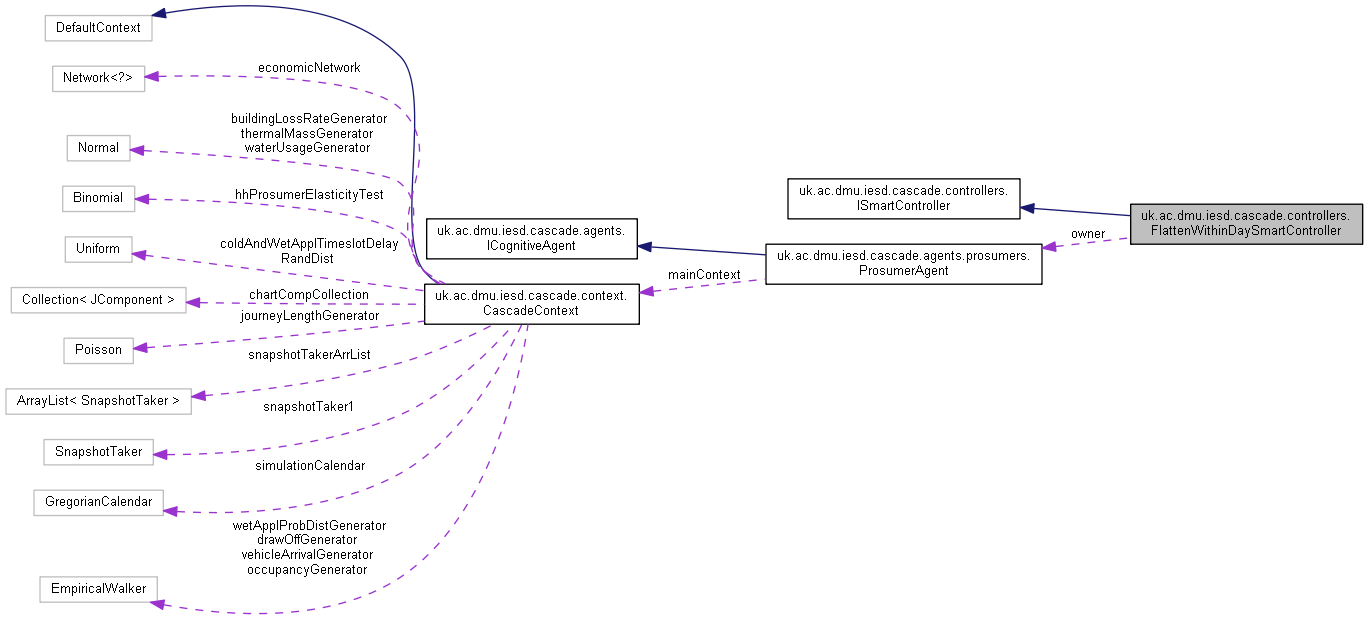 DefaultContext
Network<?>
economicNetwork
buildingLossRateGenerator
thermalMassGenerator
waterUsageGenerator
Normal
hhProsumerElasticityTest
Binomial
coldAndWetApplTimeslotDelay
RandDist
Uniform
chartCompCollection
Collection< JComponent >
journeyLengthGenerator
Poisson
snapshotTakerArrList
ArrayList< SnapshotTaker >
snapshotTaker1
SnapshotTaker
simulationCalendar
GregorianCalendar
wetApplProbDistGenerator
drawOffGenerator
vehicleArrivalGenerator
occupancyGenerator
EmpiricalWalker
uk.ac.dmu.iesd.cascade.agents.
ICognitiveAgent
uk.ac.dmu.iesd.cascade.context.
CascadeContext
mainContext
uk.ac.dmu.iesd.cascade.controllers.
ISmartController
uk.ac.dmu.iesd.cascade.agents.prosumers.
ProsumerAgent
owner
uk.ac.dmu.iesd.cascade.controllers.
FlattenWithinDaySmartController